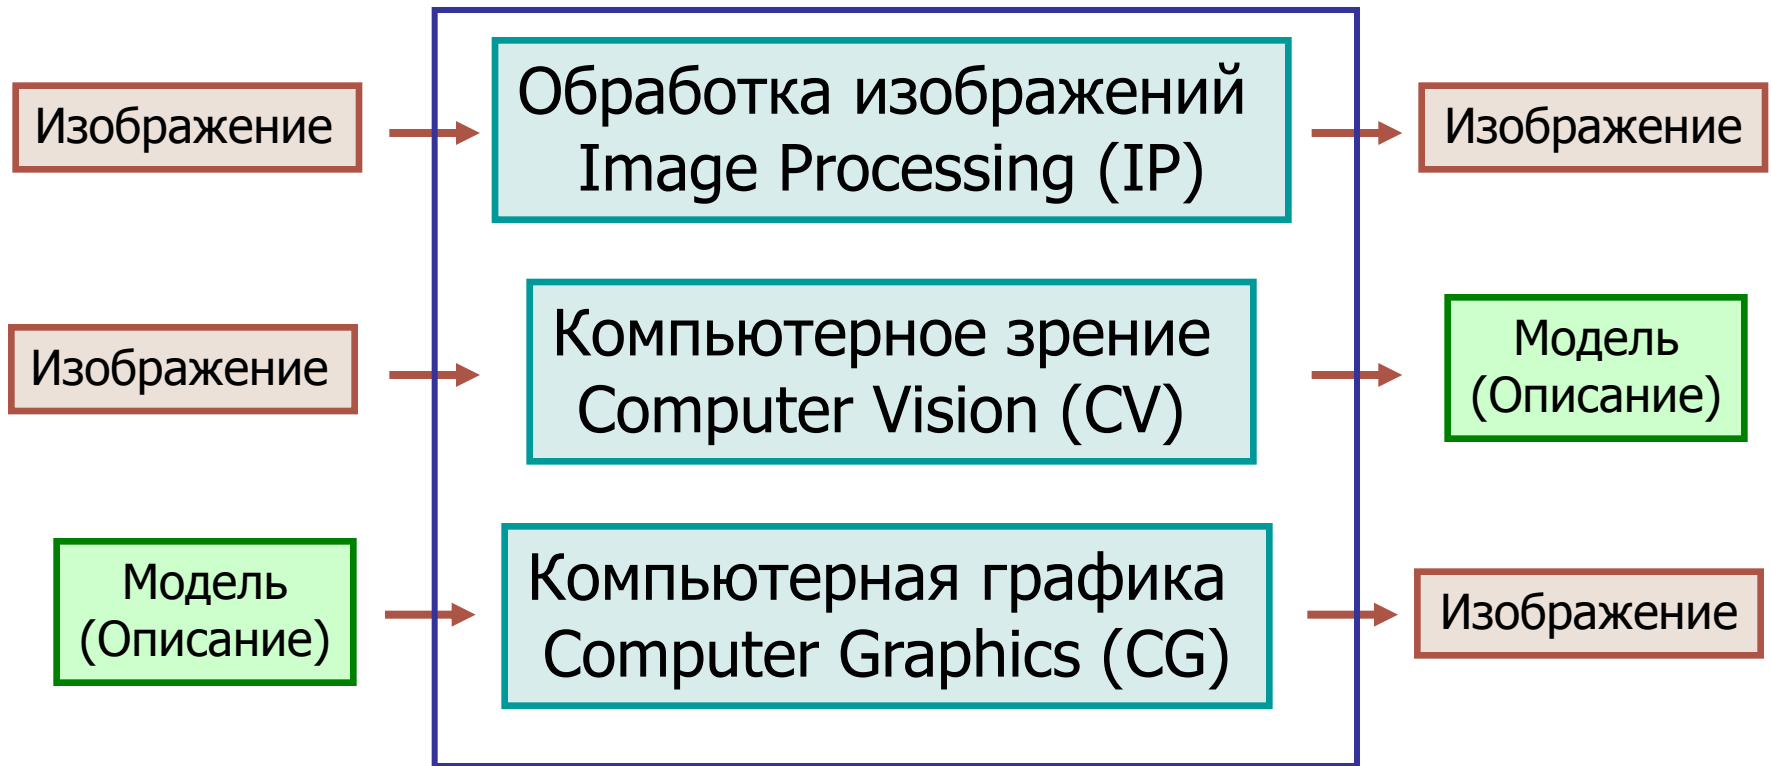 Изображение
Обработка изображений
Image Processing (IP)
Изображение
Изображение
Компьютерное зрение
Computer Vision (CV)
Модель
(Описание)
Модель
(Описание)
Компьютерная графика
Computer Graphics (CG)
Изображение